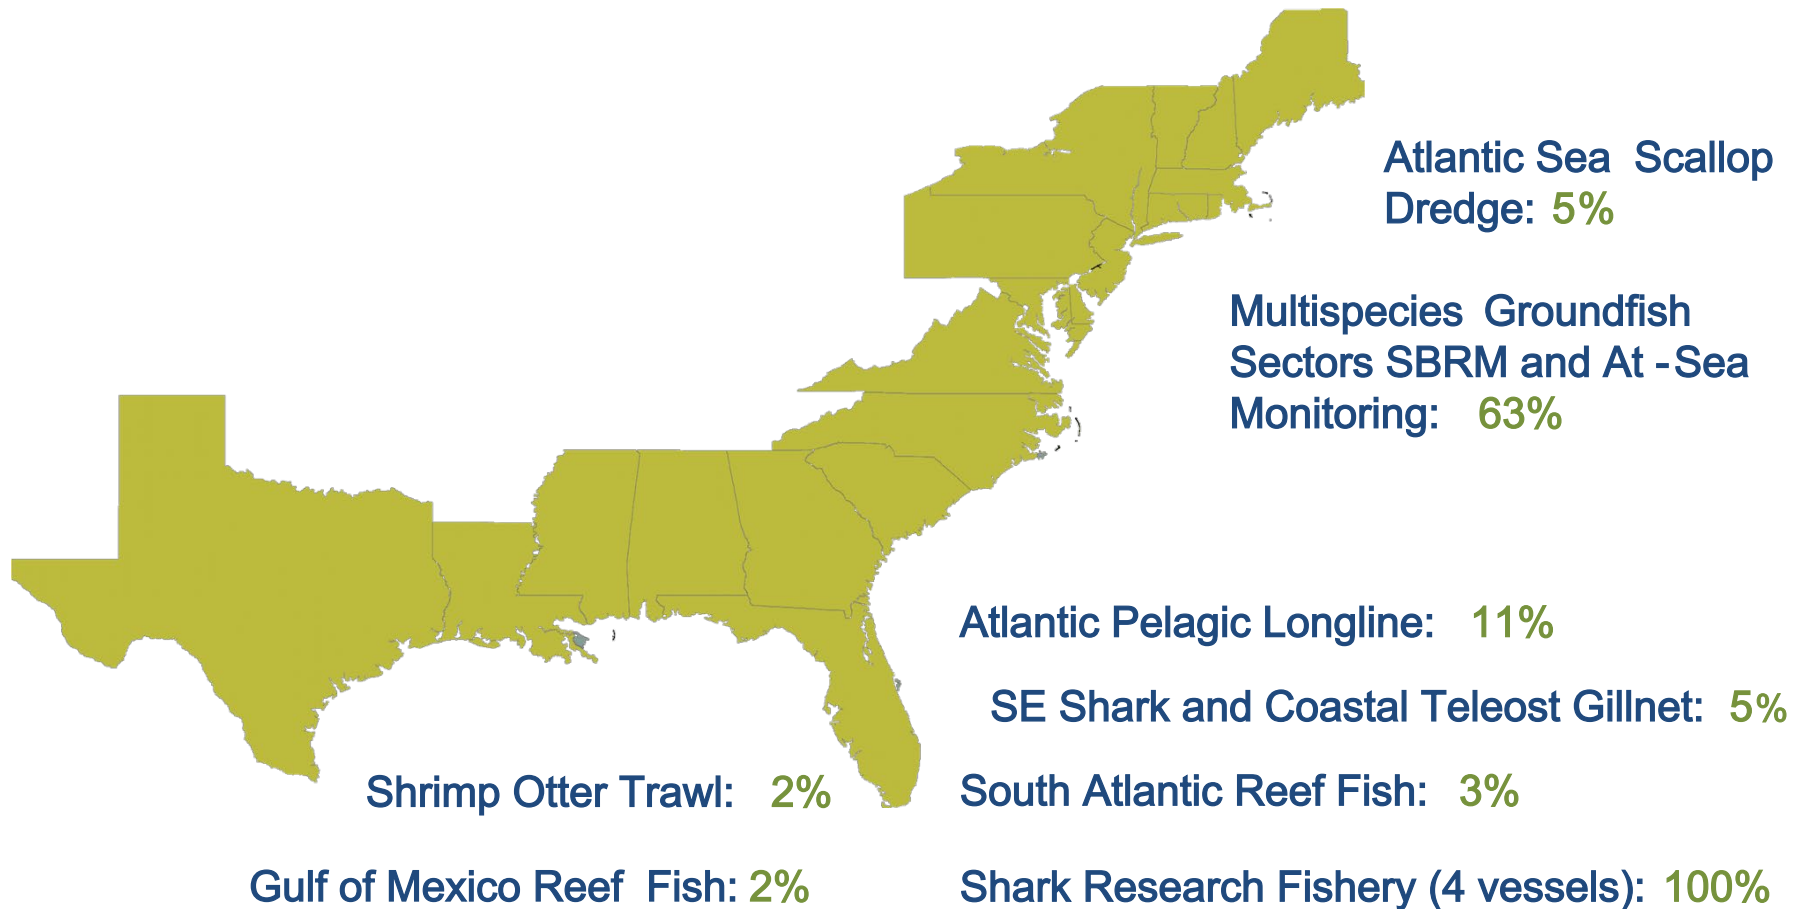 Atlantic Sea Scallop
Dredge: 5%
Multispecies Groundfish
Sectors SBRM and At -Sea
Monitoring: 63%
Atlantic Pelagic Longline: 11%
SE Shark and Coastal Teleost Gillnet: 5%
Shrimp Otter Trawl: 2%
South Atlantic Reef Fish: 3%
Gulf of Mexico Reef Fish: 2%
Shark Research Fishery (4 vessels): 100%